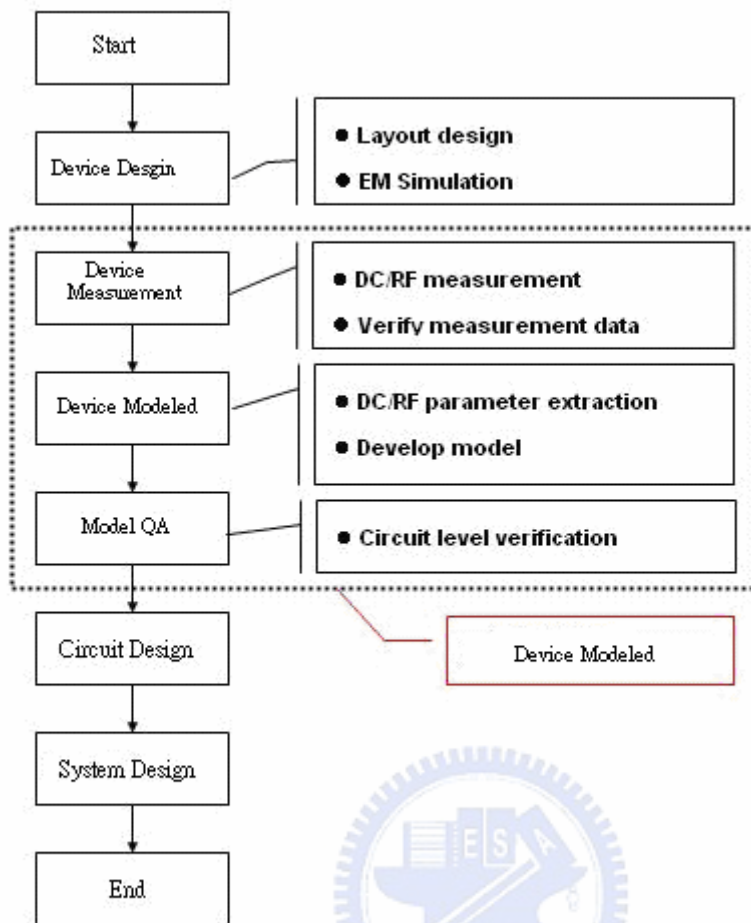 Start
Device Desgin
● Layout design
● EM Simulation
Device
Measurement
● DC/RF measurement
● Verify measurement data
Device Modeled
● DC/RF parameter extraction
● Develop model
Model QA
● Circuit level verification
Circuit Design
Device Modeled
System Design
End
ESA